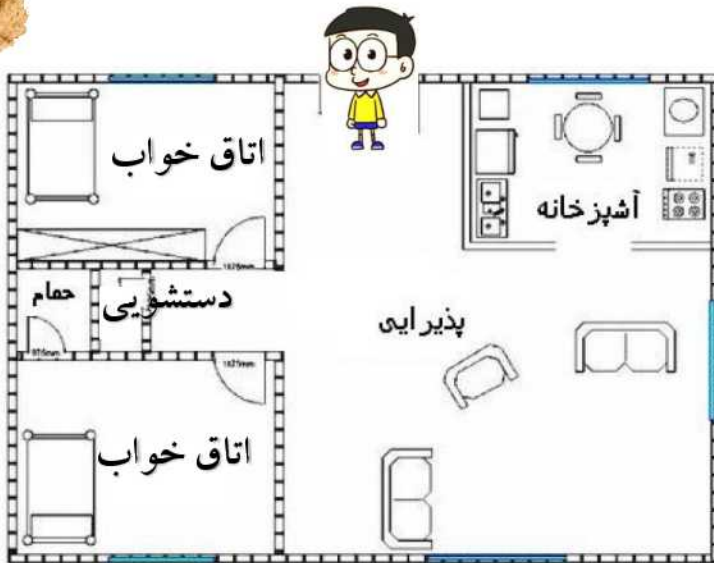 اتاق خواب
آشپزخانه
حمام
دستشویی
پذیرایی
اتاق خواب